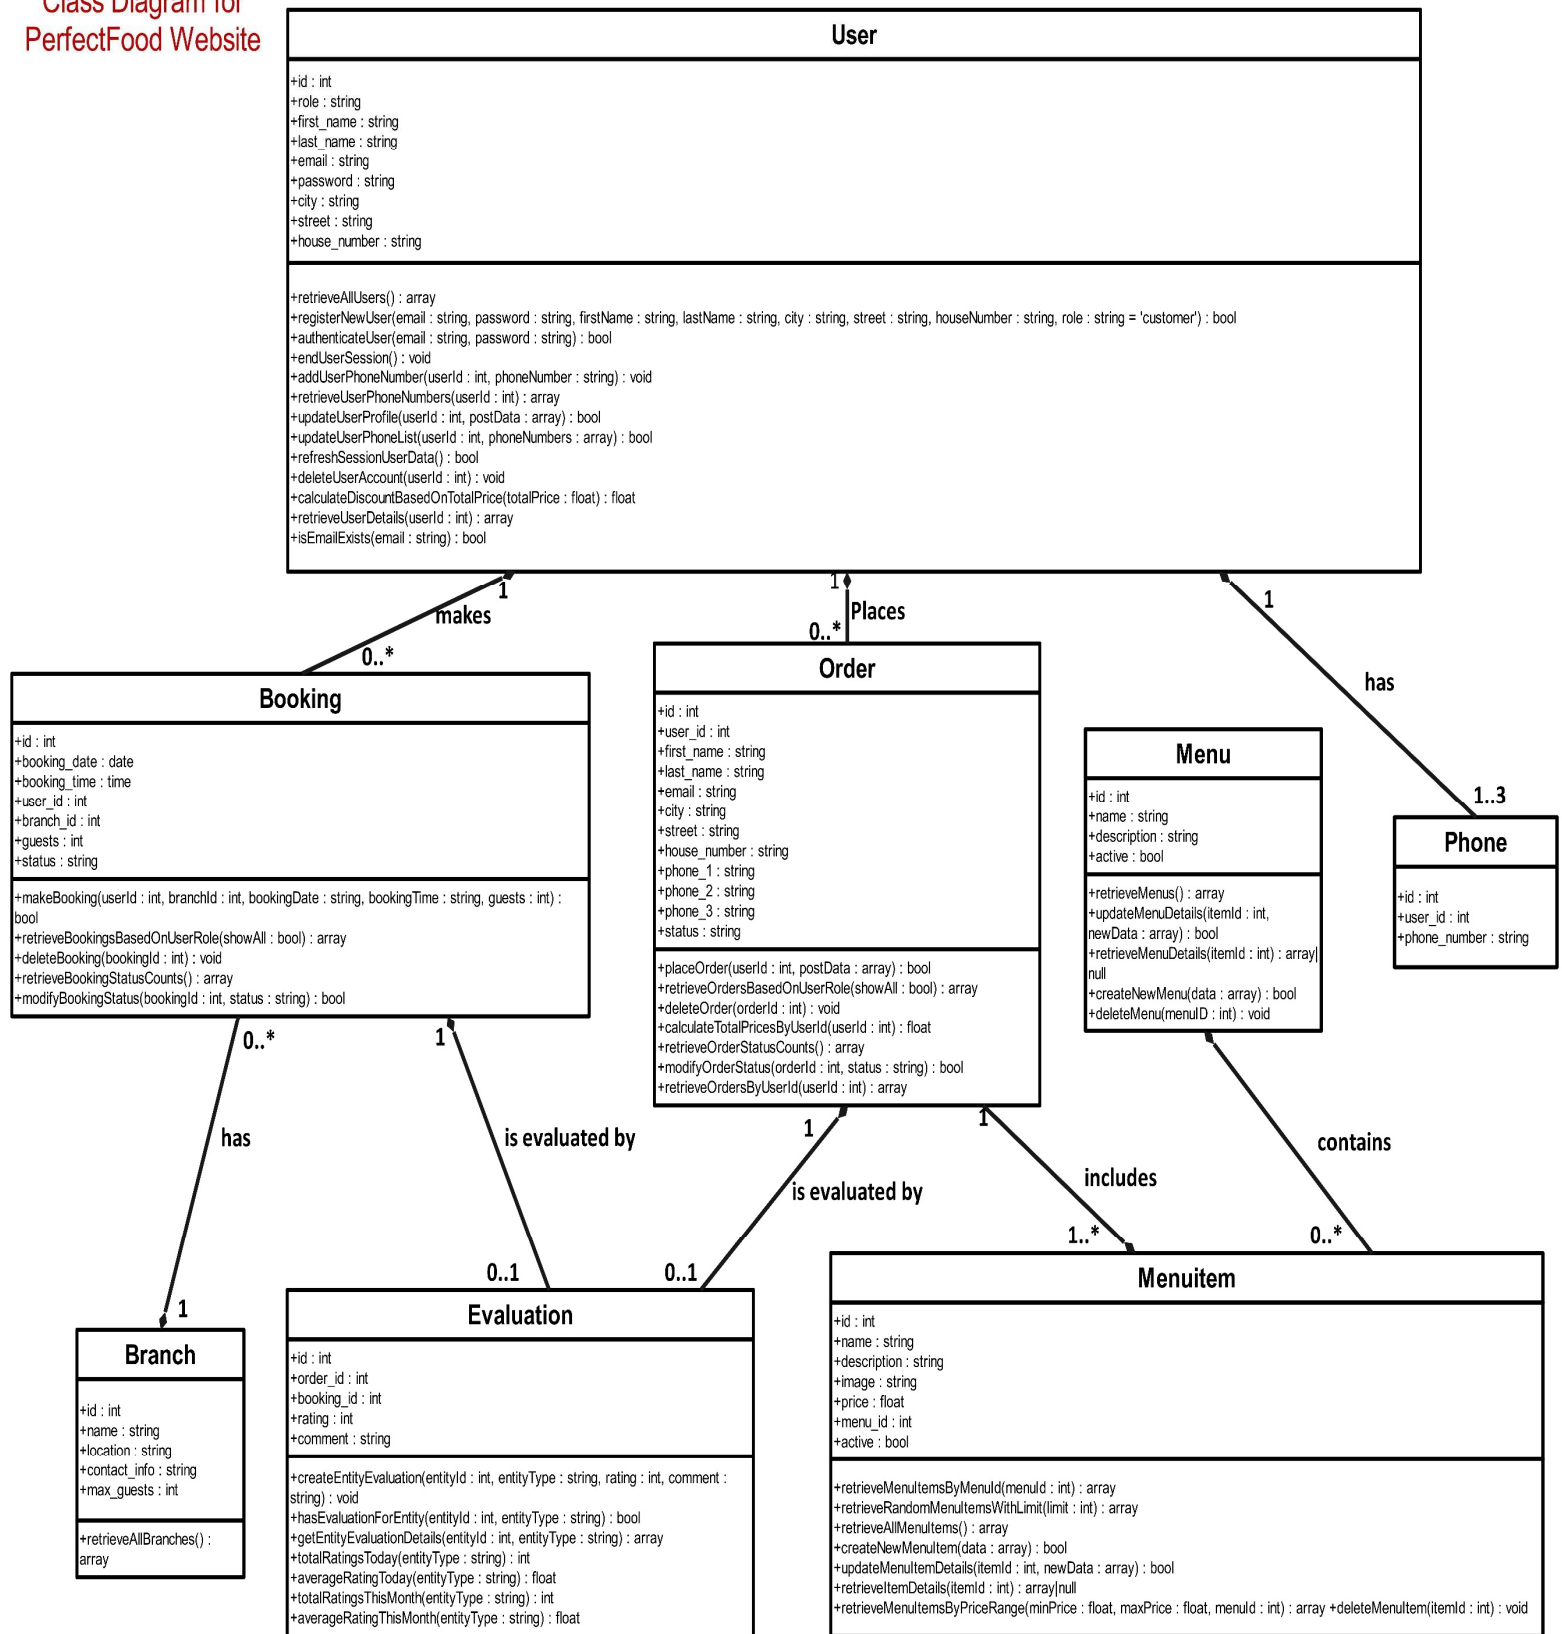 Class Diagram for
PerfectFood Website
User
+id : int
+role : string
+first_name : string
+last_name : string
+email : string
+password : string
+city : string
+street : string
+house_number : string
+retrieveAllUsers() : array
+registerNewUser(email : string, password : string, firstName : string, lastName : string, city : string, street : string, houseNumber : string, role : string = 'customer') : bool
+authenticateUser(email : string, password : string) : bool
+endUserSession() : void
+addUserPhoneNumber(userId : int, phoneNumber : string) : void
+retrieveUserPhoneNumbers(userId : int) : array
+updateUserProfile(userId : int, postData : array) : bool
+updateUserPhoneList(userId : int, phoneNumbers : array) : bool
+refreshSessionUserData() : bool
+deleteUserAccount(userId : int) : void
+calculateDiscountBasedOnTotalPrice(totalPrice : float) : float
+retrieveUserDetails(userId : int) : array
+isEmailExists(email : string) : bool
1
makes
0..*
1
Places
0..*
1
has
1..3
Booking
+id : int
+booking_date : date
+booking_time : time
+user_id : int
+branch_id : int
+guests : int
+status : string
+makeBooking(userId : int, branchId : int, bookingDate : string, bookingTime : string, guests : int) :
bool
+retrieveBookingsBasedOnUserRole(showAll : bool) : array
+deleteBooking(bookingId : int) : void
+retrieveBookingStatusCounts() : array
+modifyBookingStatus(bookingId : int, status : string) : bool
Order
+id : int
+user_id : int
+first_name : string
+last_name : string
+email : string
+city : string
+street : string
+house_number : string
+phone_1 : string
+phone_2 : string
+phone_3 : string
+status : string
+placeOrder(userId : int, postData : array) : bool
+retrieveOrdersBasedOnUserRole(showAll : bool) : array
+deleteOrder(orderId : int) : void
+calculateTotalPricesByUserId(userId : int) : float
+retrieveOrderStatusCounts() : array
+modifyOrderStatus(orderId : int, status : string) : bool
+retrieveOrdersByUserId(userId : int) : array
Menu
+id : int
+name : string
+description : string
+active : bool
+retrieveMenus() : array
+updateMenuDetails(itemId : int,
newData : array) : bool
+retrieveMenuDetails(itemId : int) : array|
null
+createNewMenu(data : array) : bool
+deleteMenu(menuID : int) : void
Phone
+id : int
+user_id : int
+phone_number : string
0..*
has
1
1
is evaluated by
0..1
1
is evaluated by
0..1
1
includes
1..*
contains
0..*
Branch
+id : int
+name : string
+location : string
+contact_info : string
+max_guests : int
+retrieveAllBranches() :
array
Evaluation
+id : int
+order_id : int
+booking_id : int
+rating : int
+comment : string
+createEntityEvaluation(entityId : int, entityType : string, rating : int, comment :
string) : void
+hasEvaluationForEntity(entityId : int, entityType : string) : bool
+getEntityEvaluationDetails(entityId : int, entityType : string) : array
+totalRatingsToday(entityType : string) : int
+averageRatingToday(entityType : string) : float
+totalRatingsThisMonth(entityType : string) : int
+averageRatingThisMonth(entityType : string) : float
Menuitem
+id : int
+name : string
+description : string
+image : string
+price : float
+menu_id : int
+active : bool
+retrieveMenuItemsByMenuId(menuId : int) : array
+retrieveRandomMenuItemsWithLimit(limit : int) : array
+retrieveAllMenuItems() : array
+createNewMenuItem(data : array) : bool
+updateMenuItemDetails(itemId : int, newData : array) : bool
+retrieveItemDetails(itemId : int) : array|null
+retrieveMenuItemsByPriceRange(minPrice : float, maxPrice : float, menuId : int) : array +deleteMenuItem(itemId : int) : void